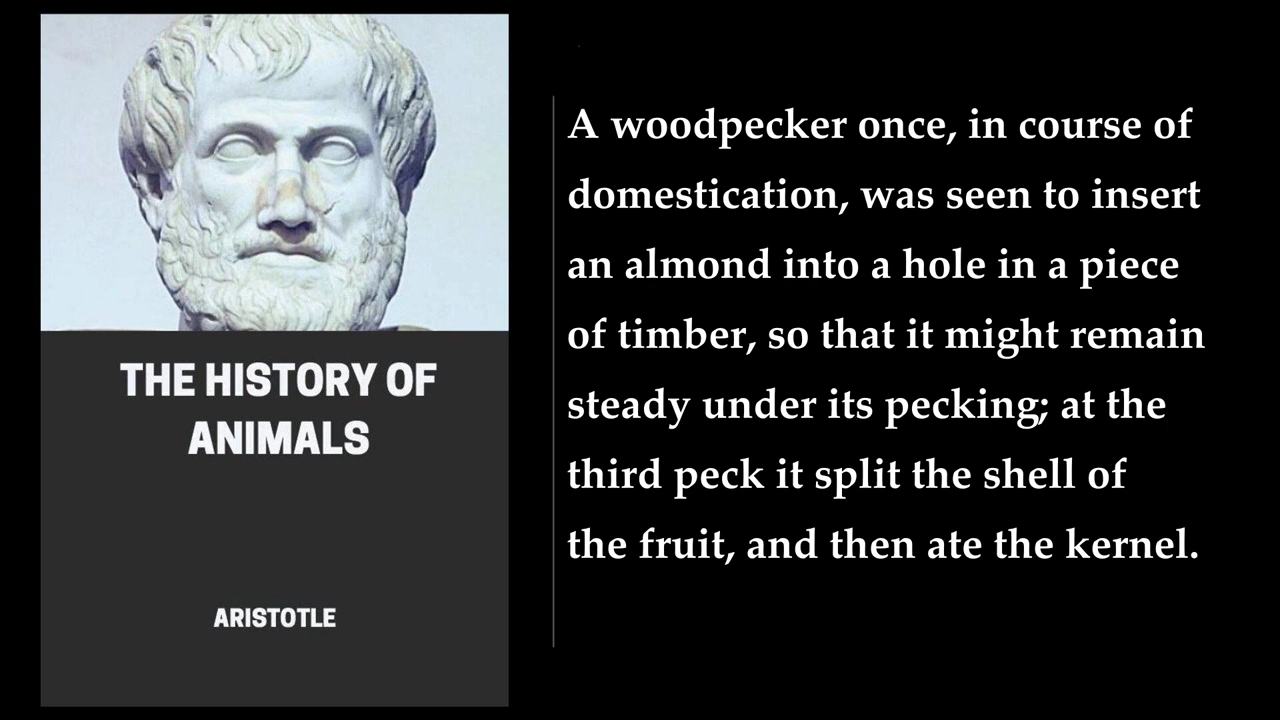 THE HISTORY OF
ANIMALS
ARISTOTLE
A woodpecker once, in course of
domestication, was seen to insert
an almond into a hole in a piece
of timber, so that it might remain
steady under its pecking; at the
third peck it split the shell of
the fruit, and then ate the kernel.